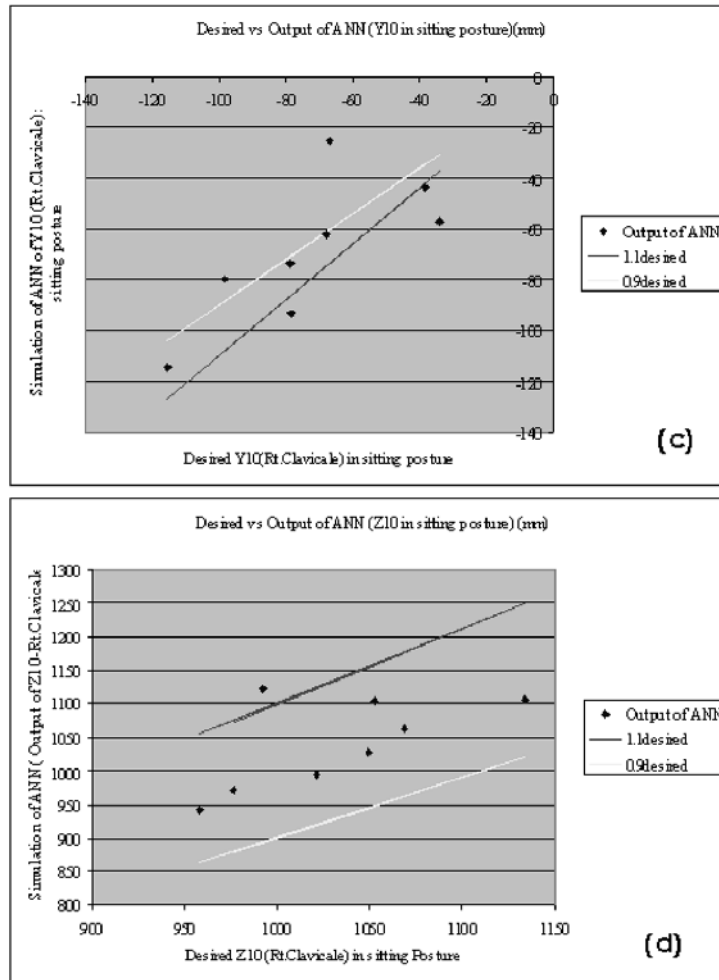 Desired vs Output of ANN (Y10 in sitting posture)(mm)
-140 -120 -100 -80 -60 -40 -20 0
0
-20
-40
-60
-80
-100
-120
-140
Simulation of ANN of Y10 (Rt.Clavicale):
sitting posture
Desired Y10(Rt.Clavicale) in sitting posture
Output of ANN
1.1desired
0.9desired
(c)
Desired vs Output of ANN (Z10 in sitting posture) (mm)
1300
1250
1200
1150
1100
1050
1000
950
900
850
800
900 950 1000 1050 1100 1150
Simulation of ANN ( Output of Z10-Rt.Clavicale
Desired Z10(Rt.Clavicale) in sitting Posture
Output of ANN
1.1desired
0.9desired
(d)